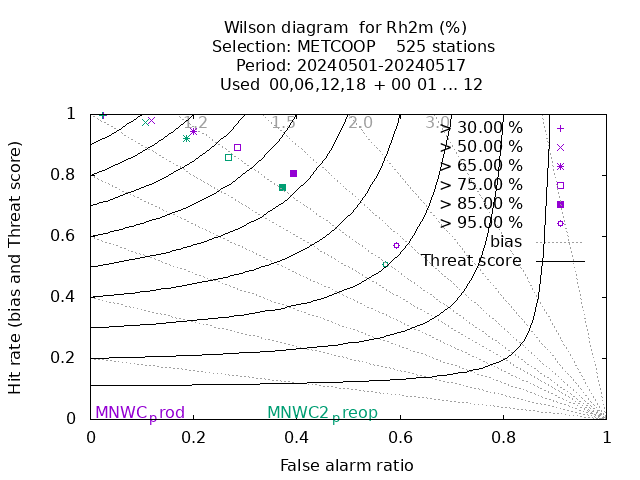 Wilson diagram  for Rh2m (%)
Selection: METCOOP    525 stations
Period: 20240501-20240517
Used  00,06,12,18 + 00 01 ... 12
1.2 1.5 2.0 3.0
> 30.00 %
> 50.00 %
> 65.00 %
> 75.00 %
> 85.00 %
> 95.00 %
bias
Threat score
Hit rate (bias and Threat score)
1
0.8
0.6
0.4
0.2
0
MNWC_prod MNWC2_preop
0 0.2 0.4 0.6 0.8 1
False alarm ratio